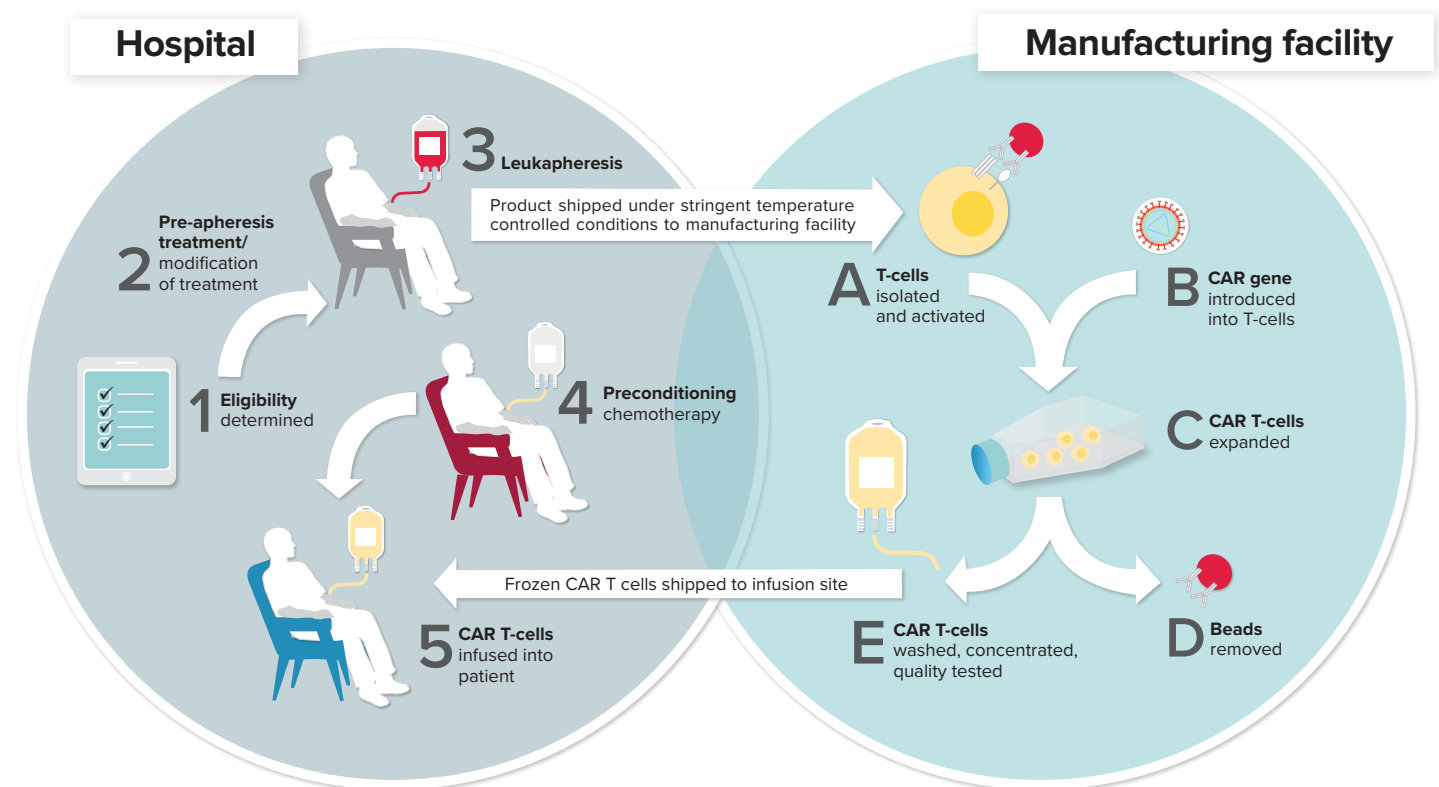 Hospital
Manufacturing facility
3 Leukapheresis
Product shipped under stringent temperature
controlled conditions to manufacturing facility
2 Pre-apheresis
treatment/
modification
of treatment
A T-cells
isolated
and activated
B CAR gene
introduced
into T-cells
1 Eligibility
determined
4 Preconditioning
chemotherapy
C CAR T-cells
expanded
Frozen CAR T cells shipped to infusion site
5 CAR T-cells
infused into
patient
E CAR T-cells
washed, concentrated,
quality tested
D Beads
removed